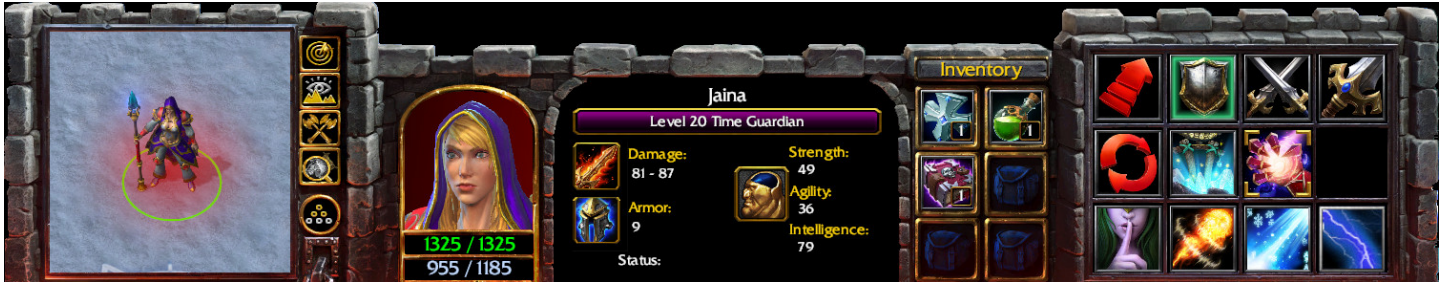 Inventory
Jaina
Level 20 Time Guardian
Damage:
81 - 87
Strength:
49
Agility:
36
Armor:
9
Intelligence:
79
Status:
1325 / 1325
955 / 1185
1
1
1